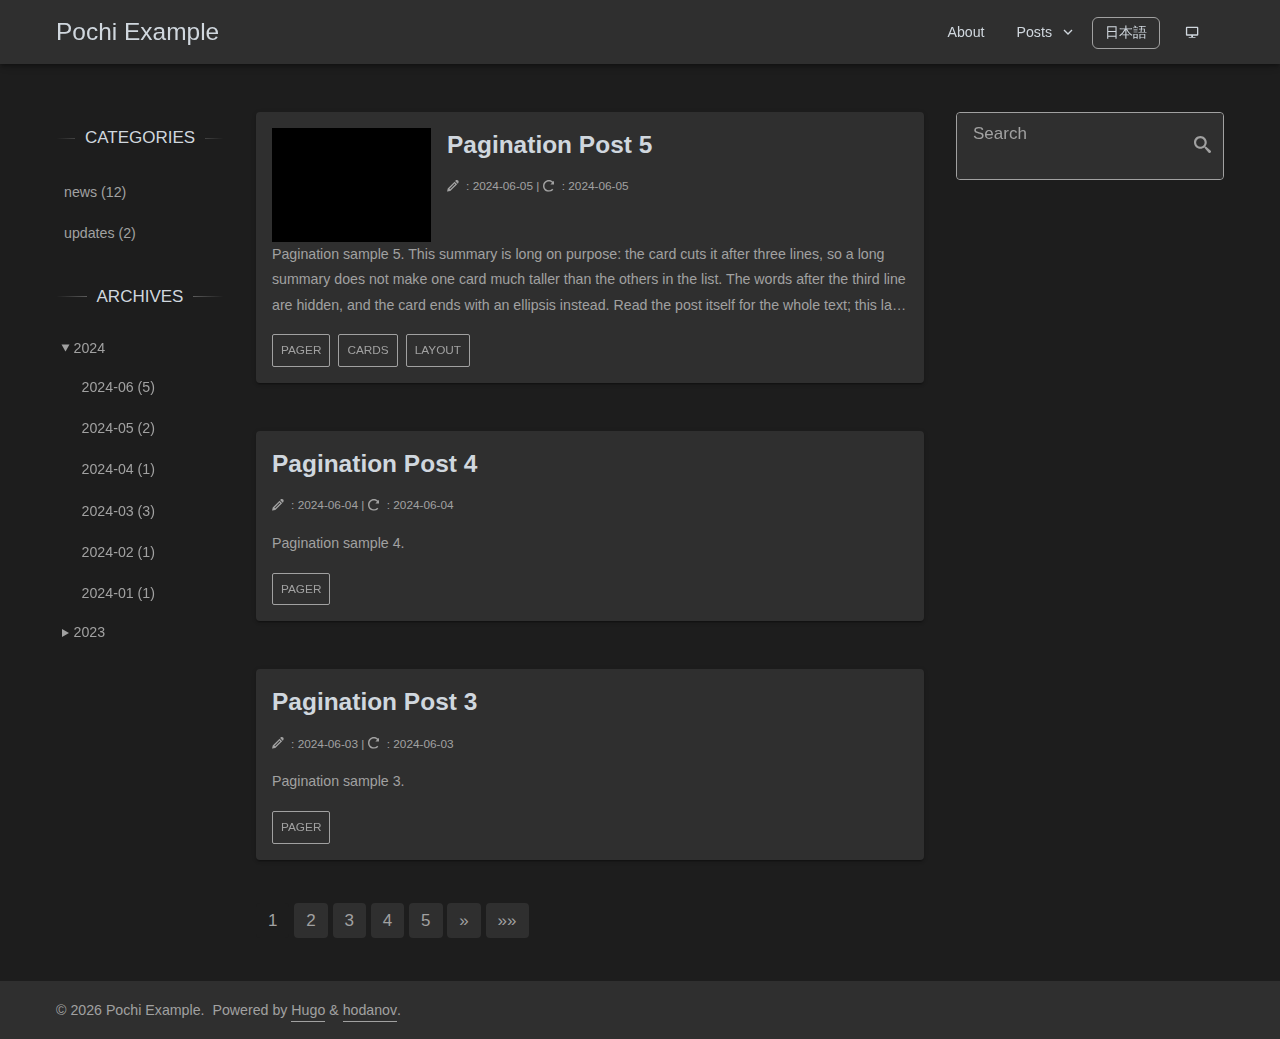 Pochi Example
About
Posts
日本語
CATEGORIES
news (12)
updates (2)
ARCHIVES
2024
2024-06 (5)
2024-05 (2)
2024-04 (1)
2024-03 (3)
2024-02 (1)
2024-01 (1)
2023
Pagination Post 5
: 2024-06-05 | : 2024-06-05
Pagination sample 5. This summary is long on purpose: the card cuts it after three lines, so a long
summary does not make one card much taller than the others in the list. The words after the third line
are hidden, and the card ends with an ellipsis instead. Read the post itself for the whole text; this la…
PAGER
CARDS
LAYOUT
Pagination Post 4
: 2024-06-04 | : 2024-06-04
Pagination sample 4.
PAGER
Pagination Post 3
: 2024-06-03 | : 2024-06-03
Pagination sample 3.
PAGER
1 2 3 4 5 » »»
Search
© 2026 Pochi Example. Powered by Hugo & hodanov.